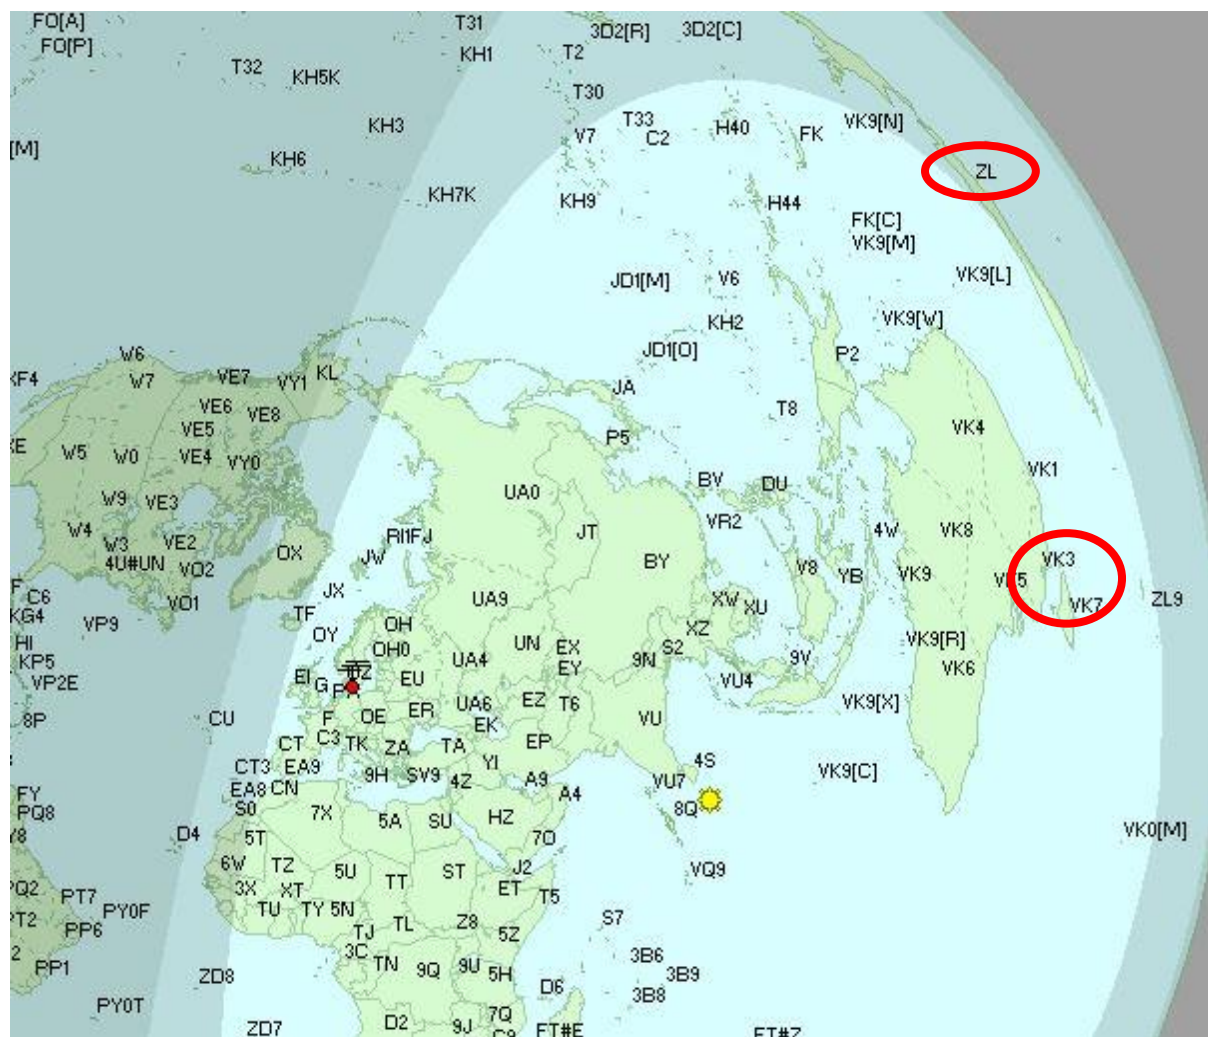 FO[A]
FO[P]
T31
KH1
3D2[R]
3D2[C]
T2
T32
KH5K
T30
KH3
V7
T33
C2
H40
FK
VK9[N]
[M]
KH6
KH7K
KH9
H44
ZL
FK[C]
VK9[M]
JD1[M]
V6
VK9[L]
KH2
VK9[W]
JD1[O]
P2
W6
W7
VE7
VY1
KL
JA
VE6
VE8
T8
VE5
P5
VK4
W5
W0
VE4
VY0
VK1
W9
VE3
UA0
BV
DU
W4
W3
VE2
RI1FJ
JT
VR2
4W
VK8
4U#UN
VO2
OX
JW
BY
V8
YB
VK9
VK3
C6
VO1
JX
UA9
XW
XU
VK7
ZL9
KG4
VP9
TF
OY
OH
UN
EX
XZ
HI
OH0
UA4
EY
9N
S2
9V
VK9[R]
KP5
EI
G
EU
VU4
VK6
VP2E
UA6
EZ
T6
VK9[X]
8P
CU
F
OE
ER
EK
VU
CT
C3
TK
ZA
TA
EP
4S
CT3
EA9
9H
SV9
4Z
YI
A9
VU7
VK9[C]
FY
EA8
CN
A4
8Q
PQ8
S0
7X
5A
SU
HZ
7O
D4
5T
VK0[M]
6W
TZ
5U
TT
ST
J2
VQ9
PT7
3X
XT
ET
T5
PY0F
TU
TY
5N
TL
Z8
S7
PP6
TJ
5Z
3C
TN
9Q
9U
5H
3B6
PP1
ZD8
D6
3B9
3B8
PY0T
ZD7
D2
9J
7Q